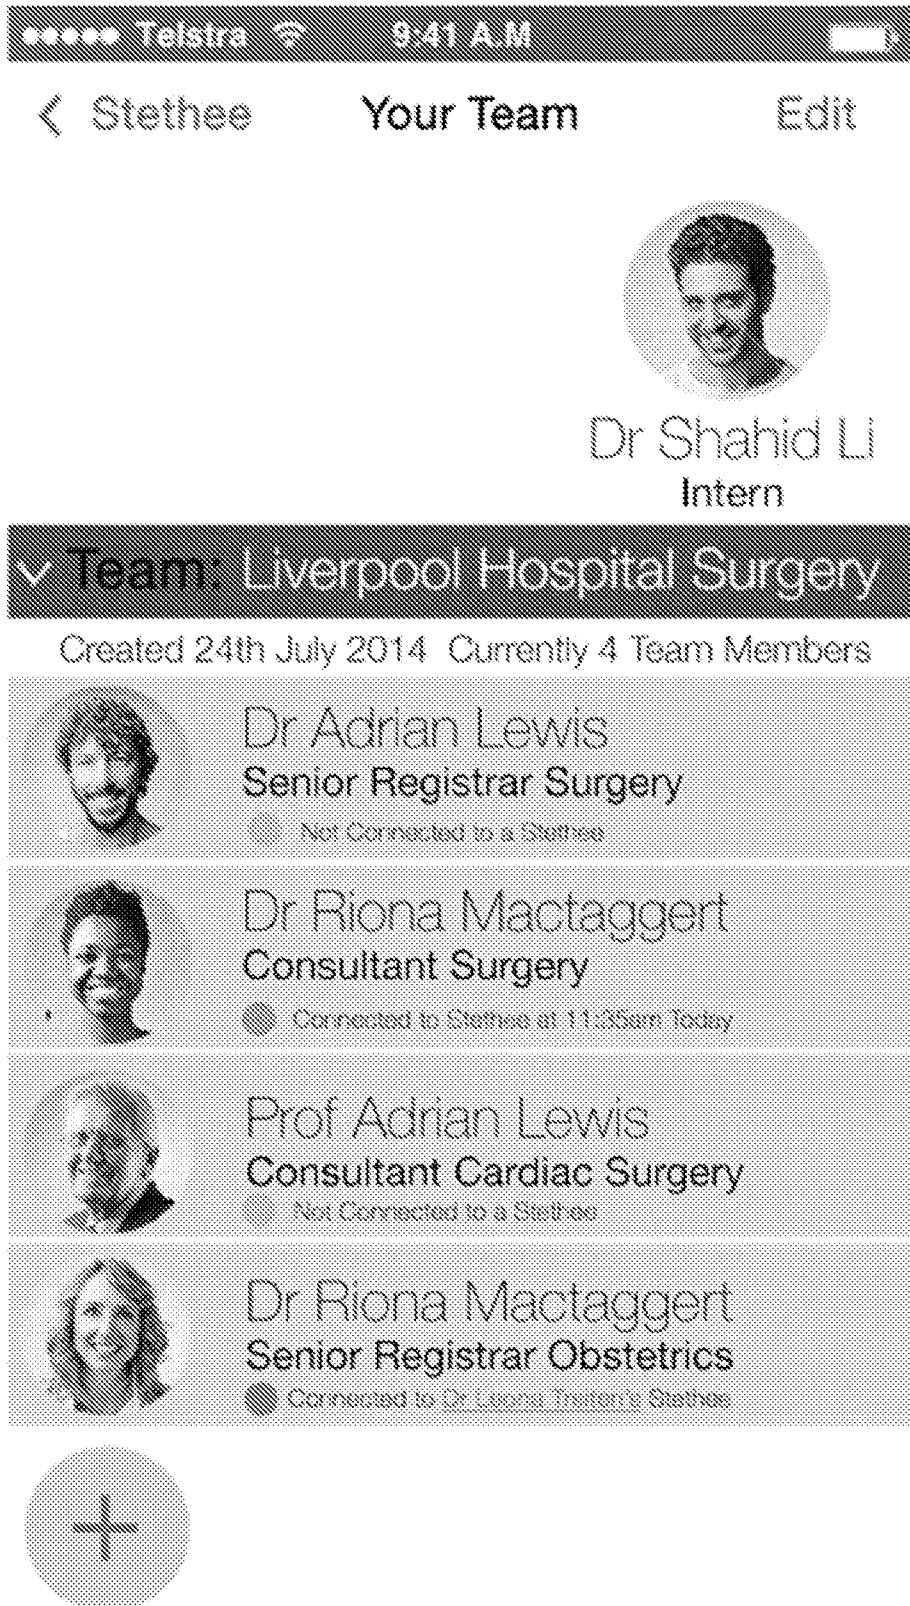 Telstra 9:41 A.M
Stethee Your Team Edit
Dr Shahid Li
Intern
Team: Liverpool Hospital Surgery
Created 24th July 2014 Currently 4 Team Members
Dr Adrian Lewis
Senior Registrar Surgery
Not Connected to a Stethee
Dr Riona Mactaggert
Consultant Surgery
Connected to Stethee at 11:35am Today
Prof Adrian Lewis
Consultant Cardiac Surgery
Not Connected to a Stethee
Dr Riona Mactaggert
Senior Registrar Obstetrics
Connected to Dr Leona Stethee